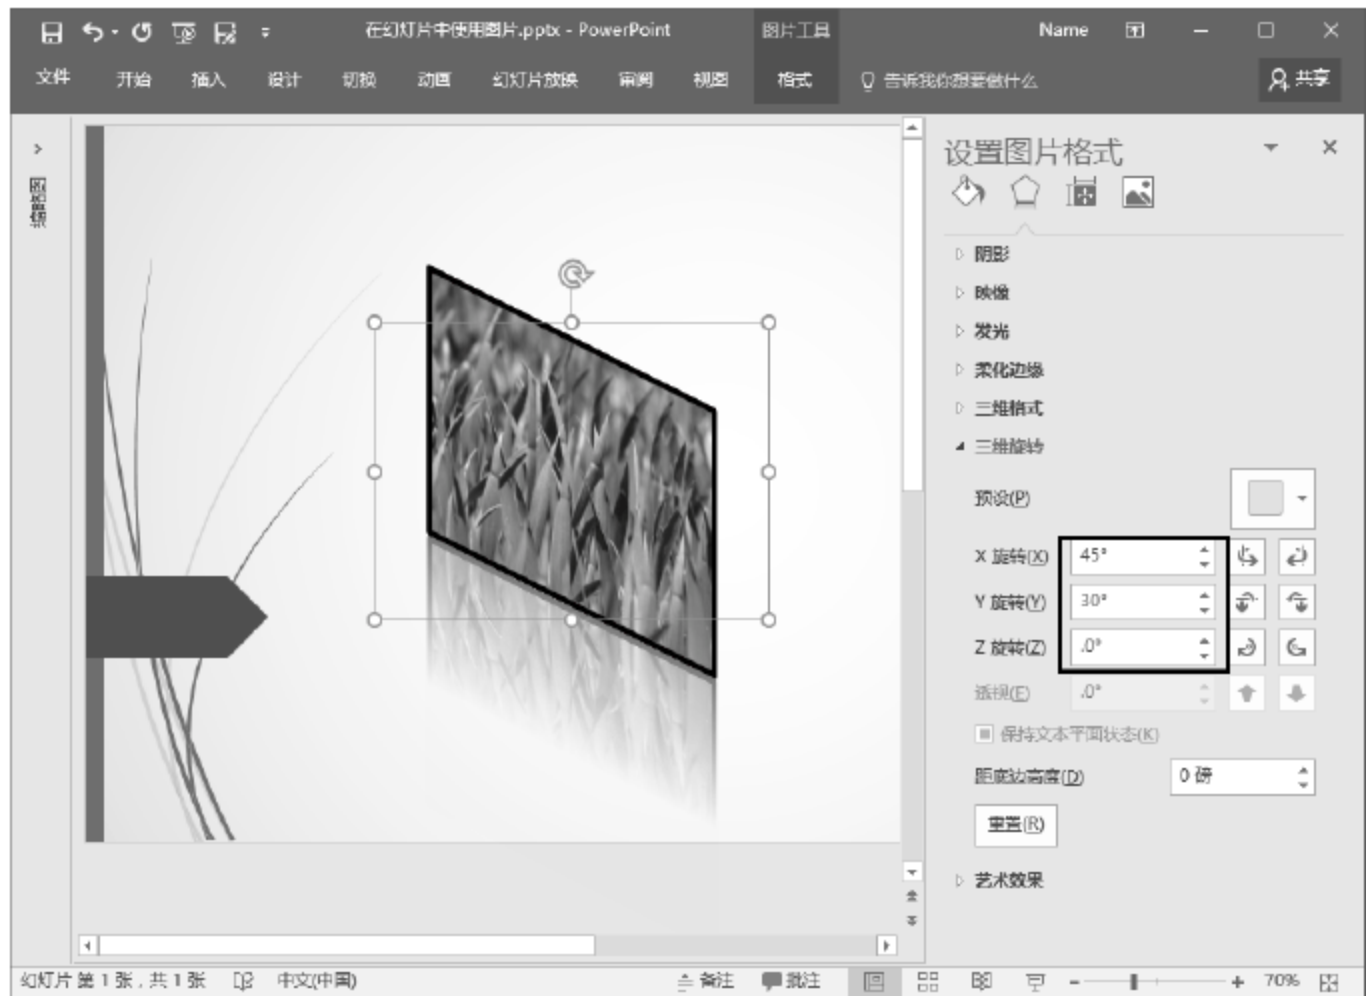 在幻灯片中使用图片.pptx - PowerPoint
图片工具
Name
文件 开始 插入 设计 切换 动画 幻灯片放映 审阅 视图 格式 告诉我你想要做什么 共享
缩略图
设置图片格式
阴影
映像
发光
柔化边缘
三维格式
三维旋转
预设(P)
X 旋转(X) 45°
Y 旋转(Y) 30°
Z 旋转(Z) .0°
透视(E) .0°
保持文本平面状态(K)
距底边高度(D) 0 磅
重置(R)
艺术效果
幻灯片 第 1 张，共 1 张 中文(中国) 备注 批注 70%